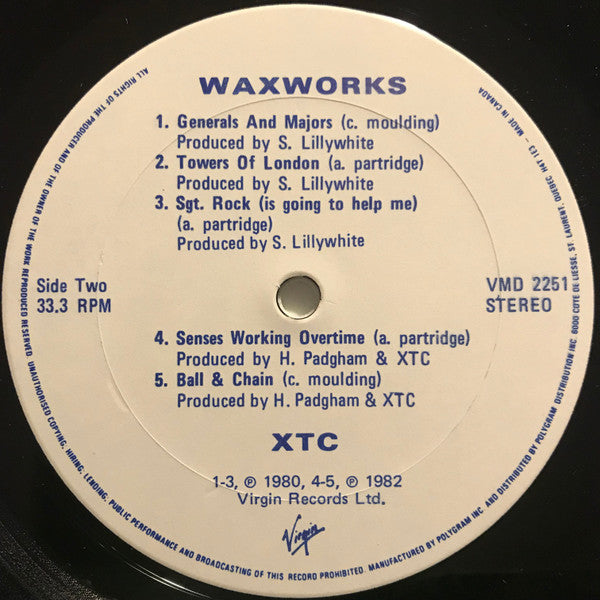 WAXWORKS
1. Generals And Majors (c. moulding)
Produced by S. Lillywhite
2. Towers Of London (a. partridge)
Produced by S. Lillywhite
3. Sgt. Rock (is going to help me)
(a. partridge)
Produced by S. Lillywhite
Side Two
33.3 RPM
VMD 2251
STEREO
4. Senses Working Overtime (a. partridge)
Produced by H. Padgham & XTC
5. Ball & Chain (c. moulding)
Produced by H. Padgham & XTC
XTC
1-3, ℗ 1980, 4-5, ℗ 1982
Virgin Records Ltd.
Virgin
ALL RIGHTS OF THE PRODUCER AND OF THE OWNER OF THE WORK REPRODUCED RESERVED. UNAUTHORISED COPYING, HIRING, LENDING, PUBLIC PERFORMANCE AND BROADCASTING OF THIS RECORD PROHIBITED. MANUFACTURED BY POLYGRAM INC. AND DISTRIBUTED BY POLYGRAM DISTRIBUTION INC. 6000 COTE DE LIESSE, ST. LAURENT, QUEBEC H4T 1E3 – MADE IN CANADA